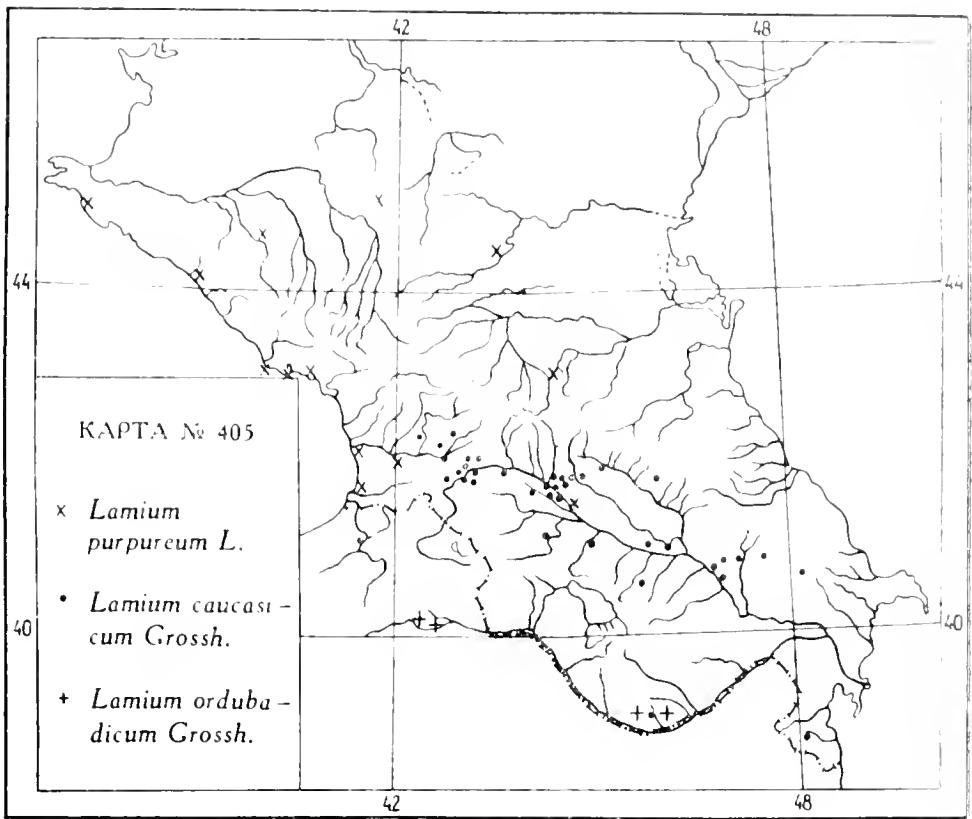 42 48
44 44
КАРТА № 405
× Lamium
purpureum L.
• Lamium caucasi-
cum Grossh.
40 40
+ Lamium orduba-
dicum Grossh.
42 48